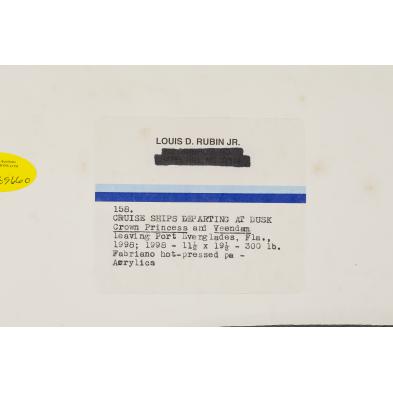 LOUIS D. RUBIN JR.
158.
CRUISE SHIPS DEPARTING AT DUSK
Crown Princess and Veendam
leaving Port Everglades, Fla.,
1998; 1998 - 11½ x 19½ - 300 lb.
Fabriano hot-pressed pa -
Acrylica